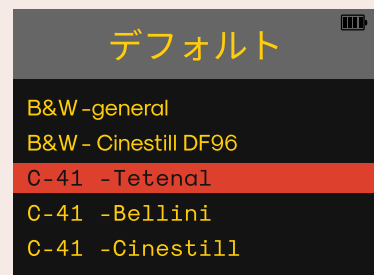 デフォルト
B&W-general
B&W- Cinestill DF96
C-41 -Tetenal
C-41 -Bellini
C-41 -Cinestill